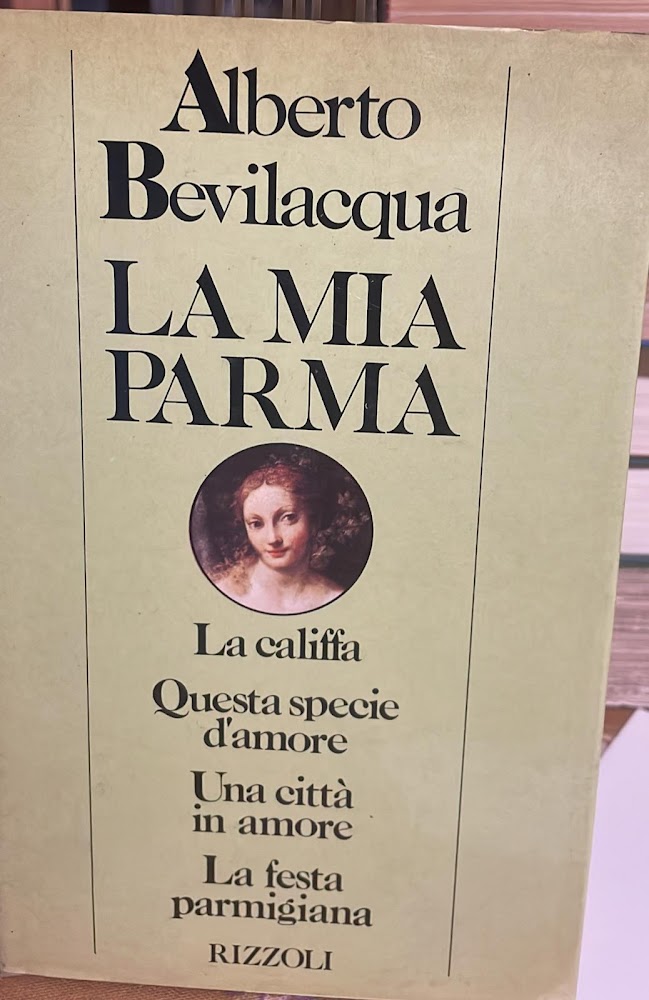 Alberto
Bevilacqua
LA MIA
PARMA
La califfa
Questa specie
d'amore
Una città
in amore
La festa
parmigiana
RIZZOLI